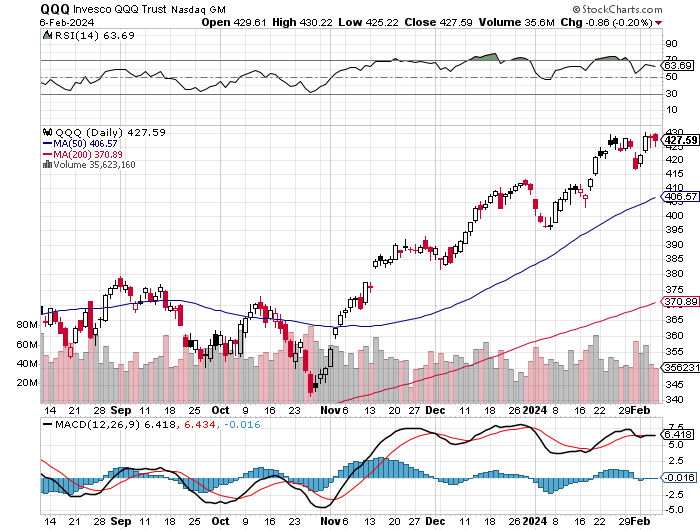 QQQ Invesco QQQ Trust Nasdaq GM © StockCharts.com
6-Feb-2024 Open 429.61 High 430.22 Low 425.22 Close 427.59 Volume 35.6M Chg -0.86 (-0.20%)
RSI(14) 63.69
90
70
63.69
50
30
10
QQQ (Daily) 427.59
MA(50) 406.57
MA(200) 370.89
Volume 35,623,160
430
427.59
425
420
415
410
406.57
405
400
395
390
385
380
375
370.89
365
360
355
356231
345
340
80M
60M
40M
20M
14 21 28 Sep 11 18 25 Oct 9 16 23 Nov 6 13 20 27 Dec 11 18 26 2024 8 16 22 29 Feb
MACD(12,26,9) 6.418, 6.434, -0.016
7.5
6.418
5.0
2.5
-0.016
-2.5
-5.0
14 21 28 Sep 11 18 25 Oct 9 16 23 Nov 6 13 20 27 Dec 11 18 26 2024 8 16 22 29 Feb